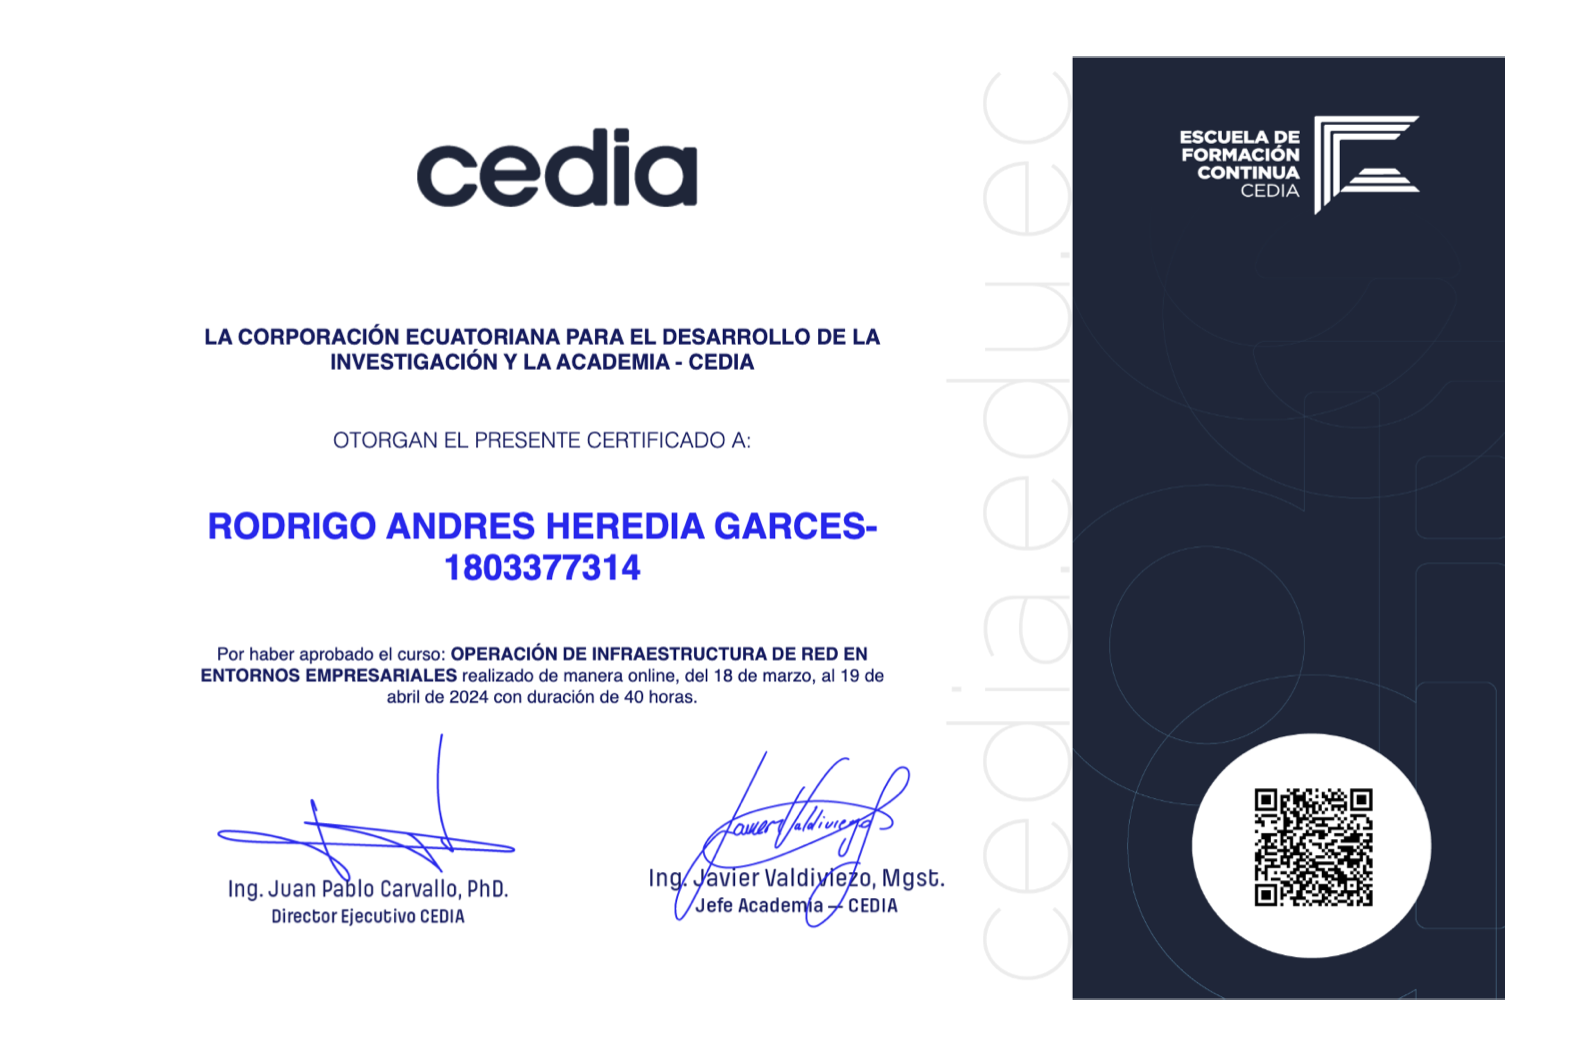 cedia
LA CORPORACIÓN ECUATORIANA PARA EL DESARROLLO DE LA
INVESTIGACIÓN Y LA ACADEMIA - CEDIA
OTORGAN EL PRESENTE CERTIFICADO A:
RODRIGO ANDRES HEREDIA GARCES-
1803377314
Por haber aprobado el curso: OPERACIÓN DE INFRAESTRUCTURA DE RED EN
ENTORNOS EMPRESARIALES realizado de manera online, del 18 de marzo, al 19 de
abril de 2024 con duración de 40 horas.
Javier Valdiviezo
Ing. Juan Pablo Carvallo, PhD.
Director Ejecutivo CEDIA
Ing. Javier Valdiviezo, Mgst.
Jefe Academia – CEDIA
cedia.edu.ec
ESCUELA DE
FORMACIÓN
CONTINUA
CEDIA